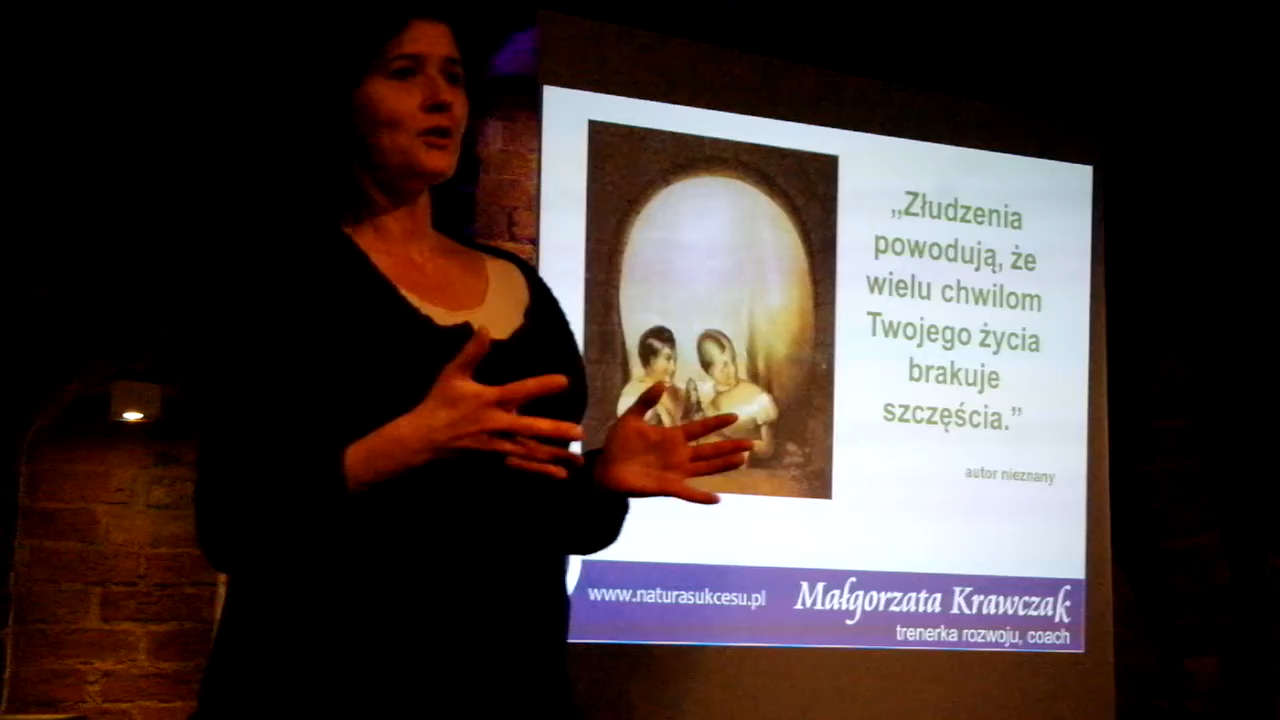 „Złudzenia
powodują, że
wielu chwilom
Twojego życia
brakuje
szczęścia.”
autor nieznany
www.naturasukcesu.pl
Małgorzata Krawczak
trenerka rozwoju, coach